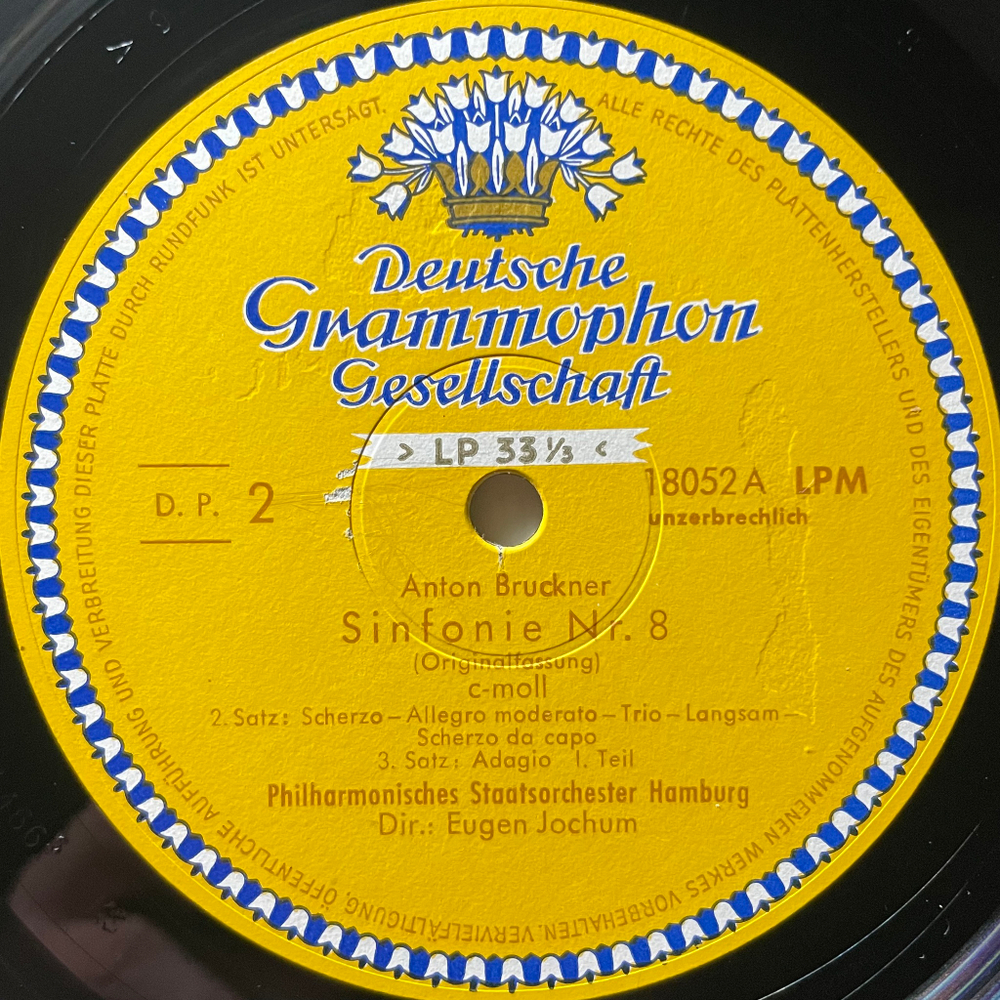 ALLE RECHTE DES PLATTENHERSTELLERS UND DES EIGENTÜMERS DES AUFGENOMMENEN WERKES VORBEHALTEN. VERVIELFÄLTIGUNG, ÖFFENTLICHE AUFFÜHRUNG UND VERBREITUNG DIESER PLATTE DURCH RUNDFUNK IST UNTERSAGT.
Deutsche
Grammophon
Gesellschaft
> LP 33 ⅓ <
D. P. 2
18052 A LPM
unzerbrechlich
Anton Bruckner
Sinfonie Nr. 8
(Originalfassung)
c-moll
2. Satz: Scherzo – Allegro moderato – Trio – Langsam –
Scherzo da capo
3. Satz: Adagio 1. Teil
Philharmonisches Staatsorchester Hamburg
Dir.: Eugen Jochum